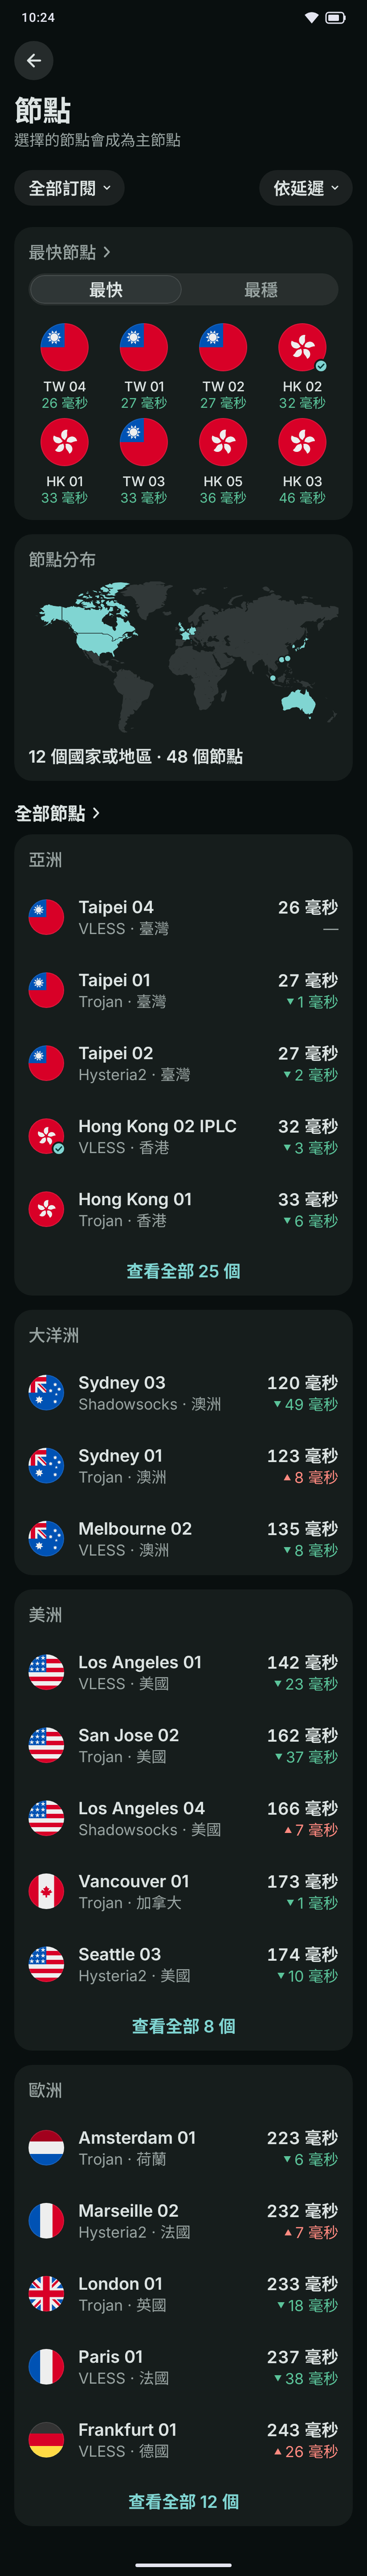 10:24
節點
選擇的節點會成為主節點
全部訂閱
依延遲
最快節點
最快
最穩
TW 04
26 毫秒
TW 01
27 毫秒
TW 02
27 毫秒
HK 02
32 毫秒
HK 01
33 毫秒
TW 03
33 毫秒
HK 05
36 毫秒
HK 03
46 毫秒
節點分布
12 個國家或地區 · 48 個節點
全部節點
亞洲
Taipei 04
26 毫秒
VLESS · 臺灣
—
Taipei 01
27 毫秒
Trojan · 臺灣
▼1 毫秒
Taipei 02
27 毫秒
Hysteria2 · 臺灣
▼2 毫秒
Hong Kong 02 IPLC
32 毫秒
VLESS · 香港
▼3 毫秒
Hong Kong 01
33 毫秒
Trojan · 香港
▼6 毫秒
查看全部 25 個
大洋洲
Sydney 03
120 毫秒
Shadowsocks · 澳洲
▼49 毫秒
Sydney 01
123 毫秒
Trojan · 澳洲
▲8 毫秒
Melbourne 02
135 毫秒
VLESS · 澳洲
▼8 毫秒
美洲
Los Angeles 01
142 毫秒
VLESS · 美國
▼23 毫秒
San Jose 02
162 毫秒
Trojan · 美國
▼37 毫秒
Los Angeles 04
166 毫秒
Shadowsocks · 美國
▲7 毫秒
Vancouver 01
173 毫秒
Trojan · 加拿大
▼1 毫秒
Seattle 03
174 毫秒
Hysteria2 · 美國
▼10 毫秒
查看全部 8 個
歐洲
Amsterdam 01
223 毫秒
Trojan · 荷蘭
▼6 毫秒
Marseille 02
232 毫秒
Hysteria2 · 法國
▲7 毫秒
London 01
233 毫秒
Trojan · 英國
▼18 毫秒
Paris 01
237 毫秒
VLESS · 法國
▼38 毫秒
Frankfurt 01
243 毫秒
VLESS · 德國
▲26 毫秒
查看全部 12 個